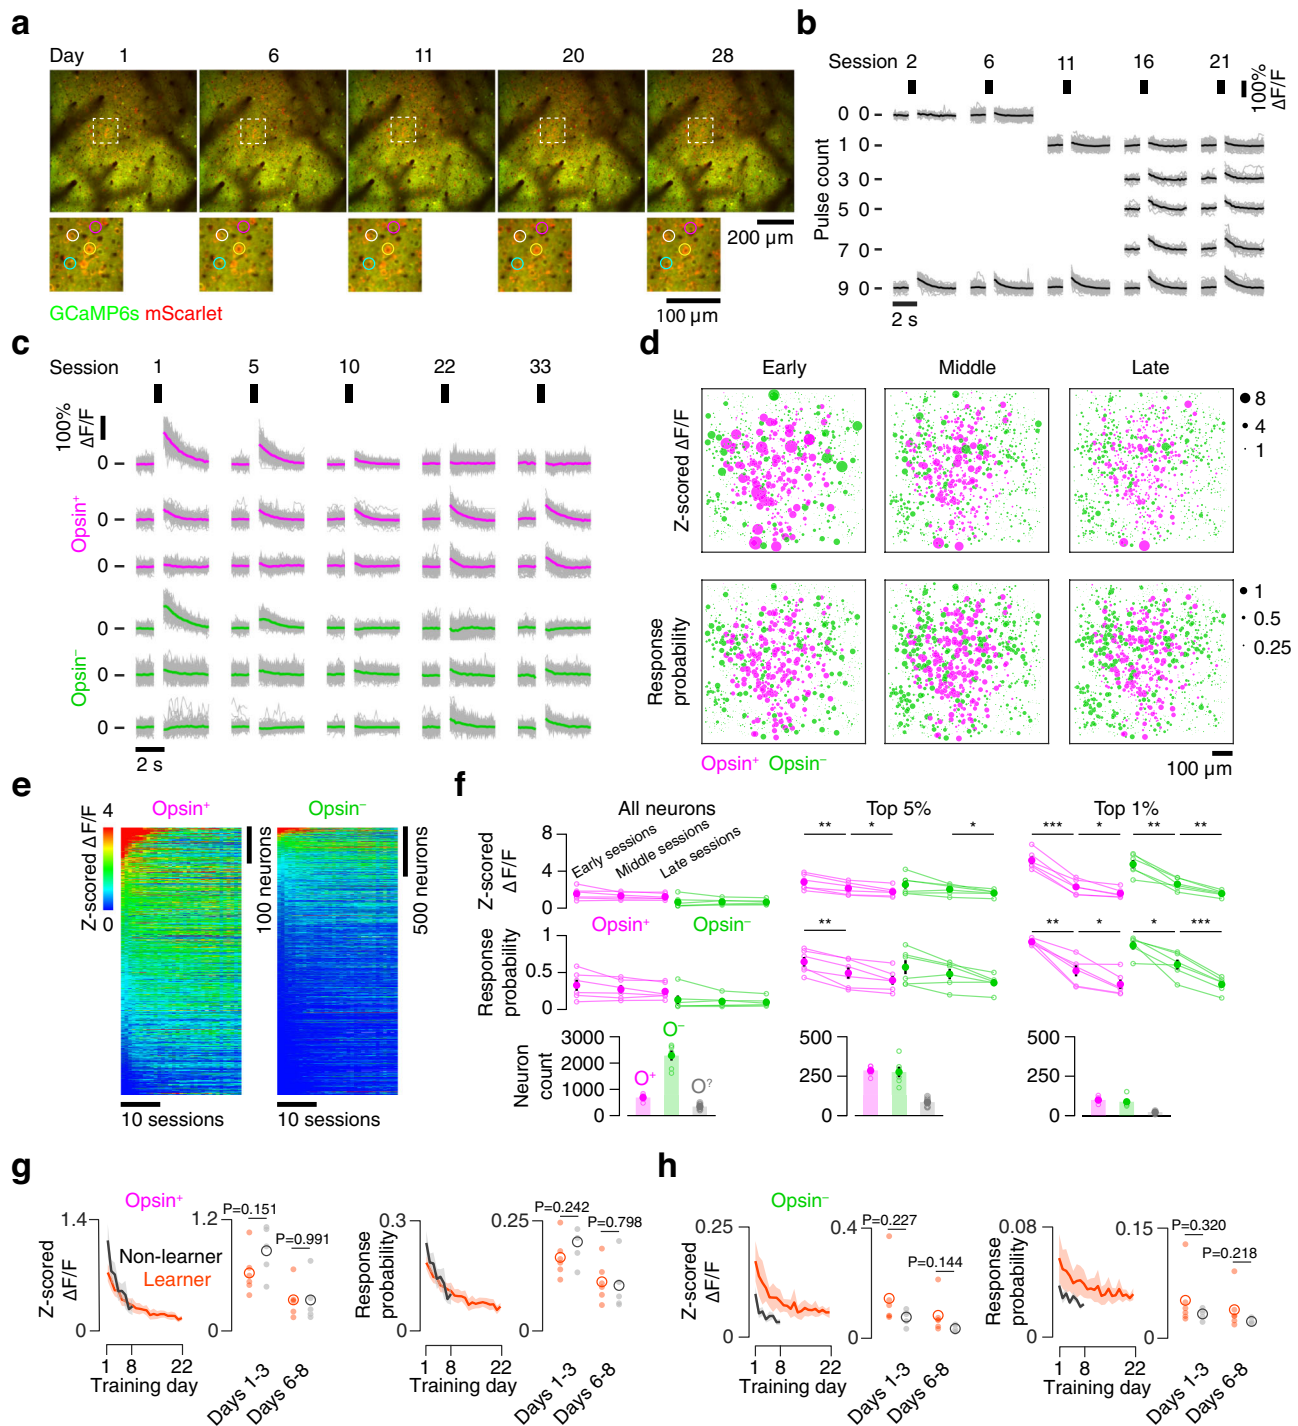 a
Day 1 6 11 20 28
200 µm
100 µm
GCaMP6s mScarlet
b
Session 2 6 11 16 21
100% ΔF/F
Pulse count
0 0
1 0
3 0
5 0
7 0
9 0
2 s
c
Session 1 5 10 22 33
100% ΔF/F
0
0
0
Opsin⁺
0
0
0
Opsin⁻
2 s
d
Early Middle Late
Z-scored ΔF/F
8
4
1
Response probability
1
0.5
0.25
Opsin⁺ Opsin⁻
100 µm
e
Opsin⁺ Opsin⁻
Z-scored ΔF/F
4
0
100 neurons
500 neurons
10 sessions 10 sessions
f
All neurons Top 5% Top 1%
** * * *** * ** **
Z-scored ΔF/F
8
4
0
Early sessions
Middle sessions
Late sessions
Opsin⁺ Opsin⁻
** ** * * ***
Response probability
1
0.5
0
Neuron count
3000
2000
1000
0
O⁺ O⁻ O?
500
250
0
500
250
0
g
Opsin⁺
Z-scored ΔF/F
1.4
0
Non-learner
Learner
1 8 22
Training day
1.2
0
P=0.151
P=0.991
Days 1-3
Days 6-8
Response probability
0.3
0
1 8 22
Training day
0.25
0
P=0.242
P=0.798
Days 1-3
Days 6-8
h
Opsin⁻
Z-scored ΔF/F
0.25
0
1 8 22
Training day
0.4
0
P=0.227
P=0.144
Days 1-3
Days 6-8
Response probability
0.08
0
1 8 22
Training day
0.15
0
P=0.320
P=0.218
Days 1-3
Days 6-8